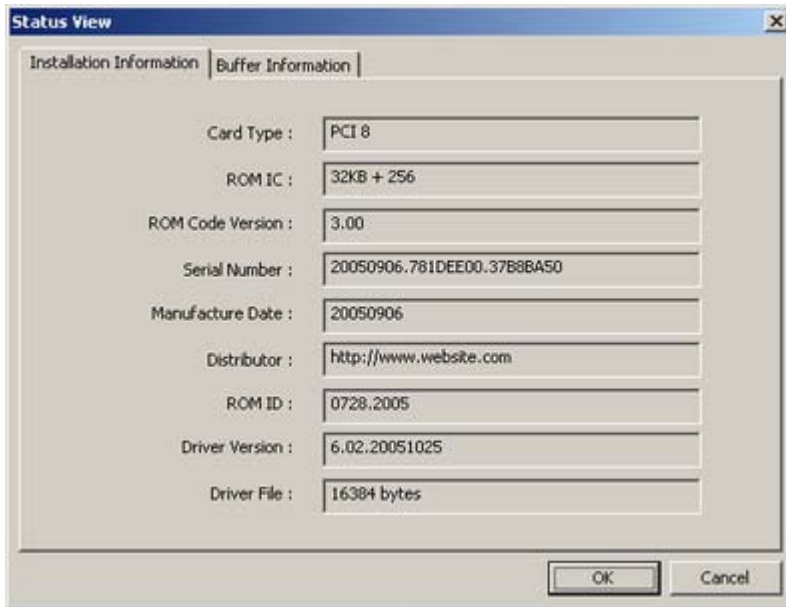 Status View
Installation Information Buffer Information
Card Type : PCI 8
ROM IC : 32KB + 256
ROM Code Version : 3.00
Serial Number : 20050906.781DEE00.37B8BA50
Manufacture Date : 20050906
Distributor : http://www.website.com
ROM ID : 0728.2005
Driver Version : 6.02.20051025
Driver File : 16384 bytes
OK Cancel